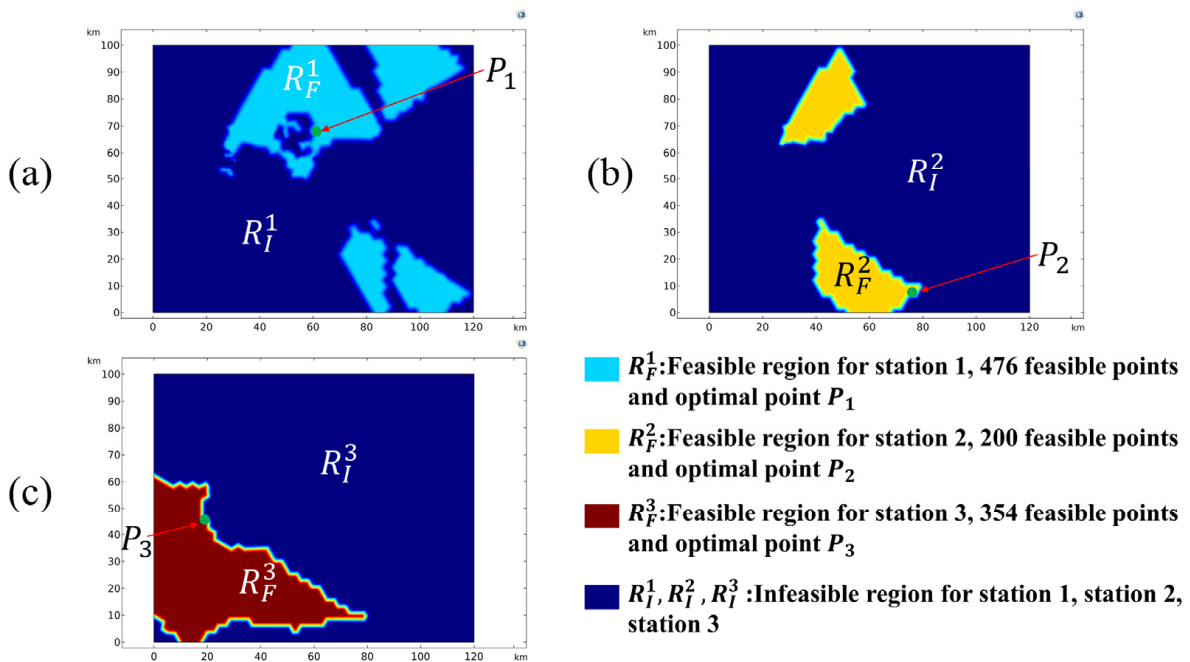 (a)
km
100
90
80
70
60
50
40
30
20
10
0
0 20 40 60 80 100 120 km
R_F^1
P_1
R_I^1
(b)
km
100
90
80
70
60
50
40
30
20
10
0
0 20 40 60 80 100 120 km
R_I^2
R_F^2
P_2
(c)
km
100
90
80
70
60
50
40
30
20
10
0
0 20 40 60 80 100 120 km
R_I^3
P_3
R_F^3
R_F^1:Feasible region for station 1, 476 feasible points
and optimal point P_1
R_F^2:Feasible region for station 2, 200 feasible points
and optimal point P_2
R_F^3:Feasible region for station 3, 354 feasible points
and optimal point P_3
R_I^1, R_I^2, R_I^3 :Infeasible region for station 1, station 2,
station 3